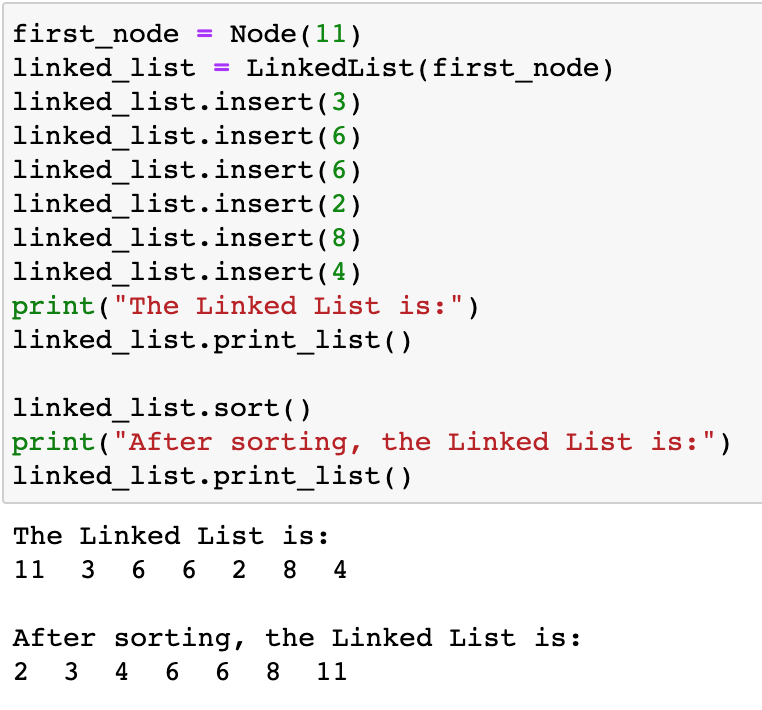 first_node = Node(11)
linked_list = LinkedList(first_node)
linked_list.insert(3)
linked_list.insert(6)
linked_list.insert(6)
linked_list.insert(2)
linked_list.insert(8)
linked_list.insert(4)
print("The Linked List is:")
linked_list.print_list()

linked_list.sort()
print("After sorting, the Linked List is:")
linked_list.print_list()

The Linked List is:
11  3  6  6  2  8  4

After sorting, the Linked List is:
2  3  4  6  6  8  11